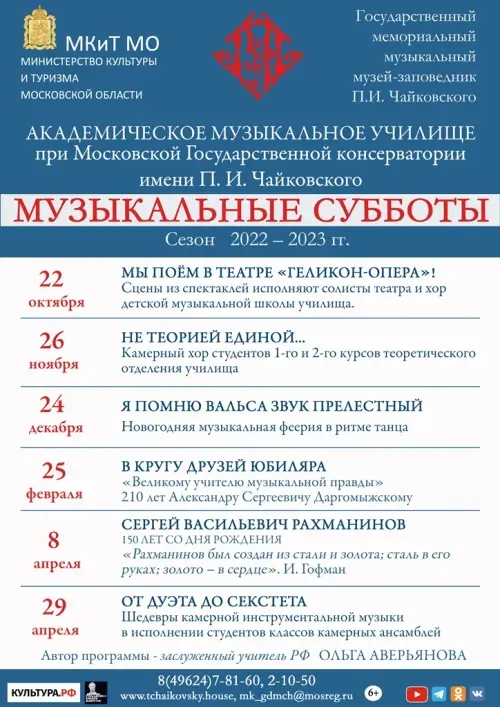 МКиТ МО
МИНИСТЕРСТВО КУЛЬТУРЫ
И ТУРИЗМА
МОСКОВСКОЙ ОБЛАСТИ
Государственный
мемориальный
музыкальный
музей-заповедник
П.И. Чайковского
АКАДЕМИЧЕСКОЕ МУЗЫКАЛЬНОЕ УЧИЛИЩЕ
при Московской Государственной консерватории
имени П. И. Чайковского
МУЗЫКАЛЬНЫЕ СУББОТЫ
Сезон 2022 – 2023 гг.
22
октября
МЫ ПОЁМ В ТЕАТРЕ «ГЕЛИКОН-ОПЕРА»!
Сцены из спектаклей исполняют солисты театра и хор
детской музыкальной школы училища.
26
ноября
НЕ ТЕОРИЕЙ ЕДИНОЙ...
Камерный хор студентов 1-го и 2-го курсов теоретического
отделения училища
24
декабря
Я ПОМНЮ ВАЛЬСА ЗВУК ПРЕЛЕСТНЫЙ
Новогодняя музыкальная феерия в ритме танца
25
февраля
В КРУГУ ДРУЗЕЙ ЮБИЛЯРА
«Великому учителю музыкальной правды»
210 лет Александру Сергеевичу Даргомыжскому
8
апреля
СЕРГЕЙ ВАСИЛЬЕВИЧ РАХМАНИНОВ
150 ЛЕТ СО ДНЯ РОЖДЕНИЯ
«Рахманинов был создан из стали и золота; сталь в его
руках; золото – в сердце». И. Гофман
29
апреля
ОТ ДУЭТА ДО СЕКСТЕТА
Шедевры камерной инструментальной музыки
в исполнении студентов классов камерных ансамблей
Автор программы - заслуженный учитель РФ ОЛЬГА АВЕРЬЯНОВА
КУЛЬТУРА.РФ
8(49624)7-81-60, 2-10-50
www.tchaikovsky.house, mk_gdmch@mosreg.ru
6+